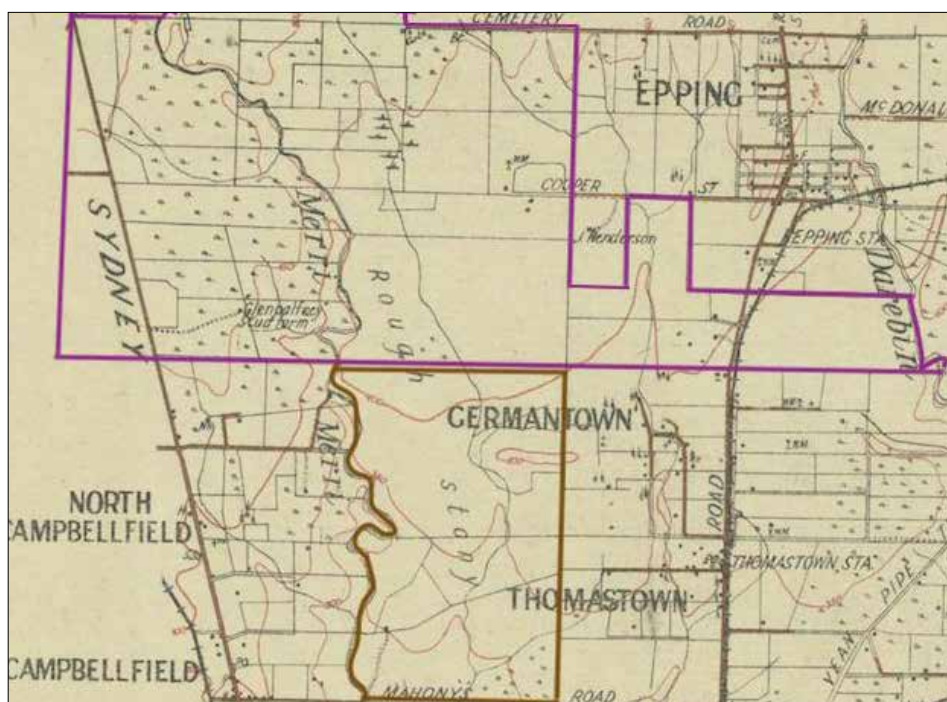 CEMETERY ROAD
EPPING
McDONAL
COOPER ST
J. Henderson
EPPING STA.
Merri
SYDNEY
Rough
Darebin
Stud farm
GERMANTOWN
Merri
Stony
ROAD
NORTH
CAMPBELLFIELD
THOMASTOWN STA.
THOMASTOWN
YEAN PIPE
CAMPBELLFIELD
MAHONYS ROAD